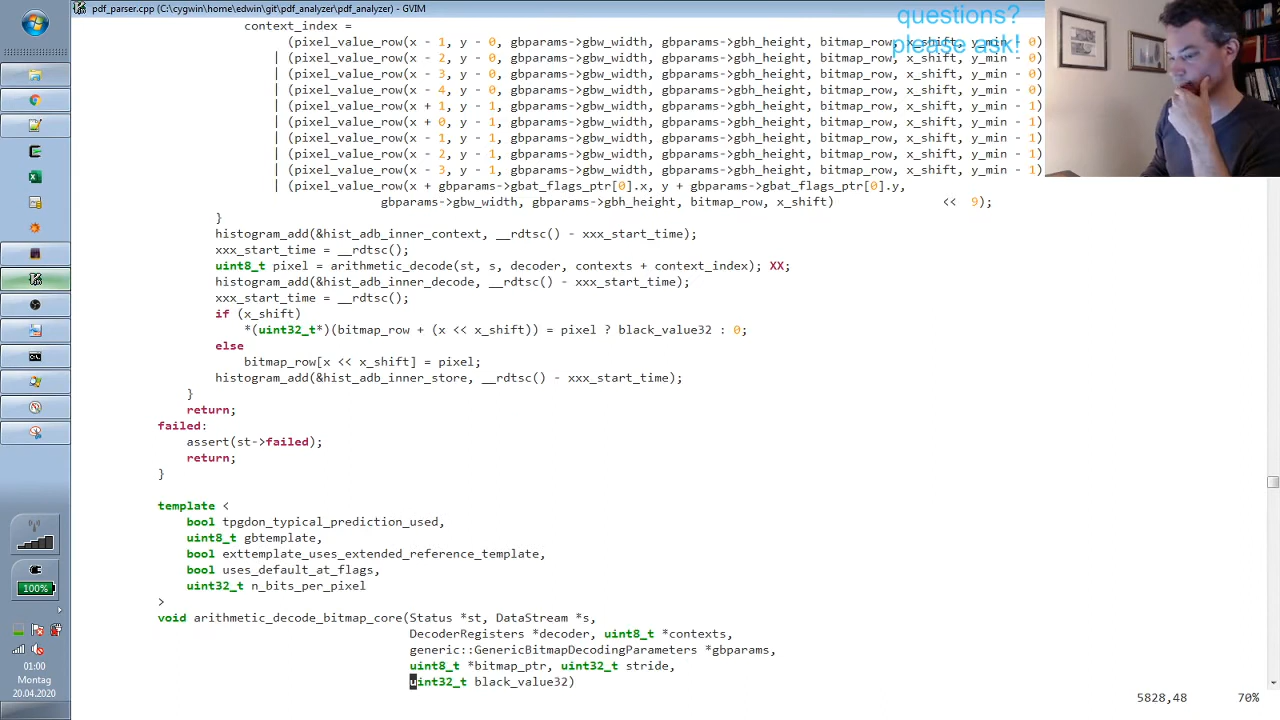 pdf_parser.cpp (C:\cygwin\home\edwin\git\pdf_analyzer\pdf_analyzer) - GVIM
questions?
please ask!
context_index =
(pixel_value_row(x - 1, y - 0, gbparams->gbw_width, gbparams->gbh_height, bitmap_row, x_shift, y_min - 0)
| (pixel_value_row(x - 2, y - 0, gbparams->gbw_width, gbparams->gbh_height, bitmap_row, x_shift, y_min - 0)
| (pixel_value_row(x - 3, y - 0, gbparams->gbw_width, gbparams->gbh_height, bitmap_row, x_shift, y_min - 0)
| (pixel_value_row(x - 4, y - 0, gbparams->gbw_width, gbparams->gbh_height, bitmap_row, x_shift, y_min - 0)
| (pixel_value_row(x + 1, y - 1, gbparams->gbw_width, gbparams->gbh_height, bitmap_row, x_shift, y_min - 1)
| (pixel_value_row(x + 0, y - 1, gbparams->gbw_width, gbparams->gbh_height, bitmap_row, x_shift, y_min - 1)
| (pixel_value_row(x - 1, y - 1, gbparams->gbw_width, gbparams->gbh_height, bitmap_row, x_shift, y_min - 1)
| (pixel_value_row(x - 2, y - 1, gbparams->gbw_width, gbparams->gbh_height, bitmap_row, x_shift, y_min - 1)
| (pixel_value_row(x - 3, y - 1, gbparams->gbw_width, gbparams->gbh_height, bitmap_row, x_shift, y_min - 1)
| (pixel_value_row(x + gbparams->gbat_flags_ptr[0].x, y + gbparams->gbat_flags_ptr[0].y,
gbparams->gbw_width, gbparams->gbh_height, bitmap_row, x_shift) << 9);
}
histogram_add(&hist_adb_inner_context, __rdtsc() - xxx_start_time);
xxx_start_time = __rdtsc();
uint8_t pixel = arithmetic_decode(st, s, decoder, contexts + context_index); XX;
histogram_add(&hist_adb_inner_decode, __rdtsc() - xxx_start_time);
xxx_start_time = __rdtsc();
if (x_shift)
*(uint32_t*)(bitmap_row + (x << x_shift)) = pixel ? black_value32 : 0;
else
bitmap_row[x << x_shift] = pixel;
histogram_add(&hist_adb_inner_store, __rdtsc() - xxx_start_time);
}
return;
failed:
assert(st->failed);
return;
}
template <
bool tpgdon_typical_prediction_used,
uint8_t gbtemplate,
bool exttemplate_uses_extended_reference_template,
bool uses_default_at_flags,
uint32_t n_bits_per_pixel
>
void arithmetic_decode_bitmap_core(Status *st, DataStream *s,
DecoderRegisters *decoder, uint8_t *contexts,
generic::GenericBitmapDecodingParameters *gbparams,
uint8_t *bitmap_ptr, uint32_t stride,
uint32_t black_value32)
5828,48 70%
100%
01:00
Montag
20.04.2020